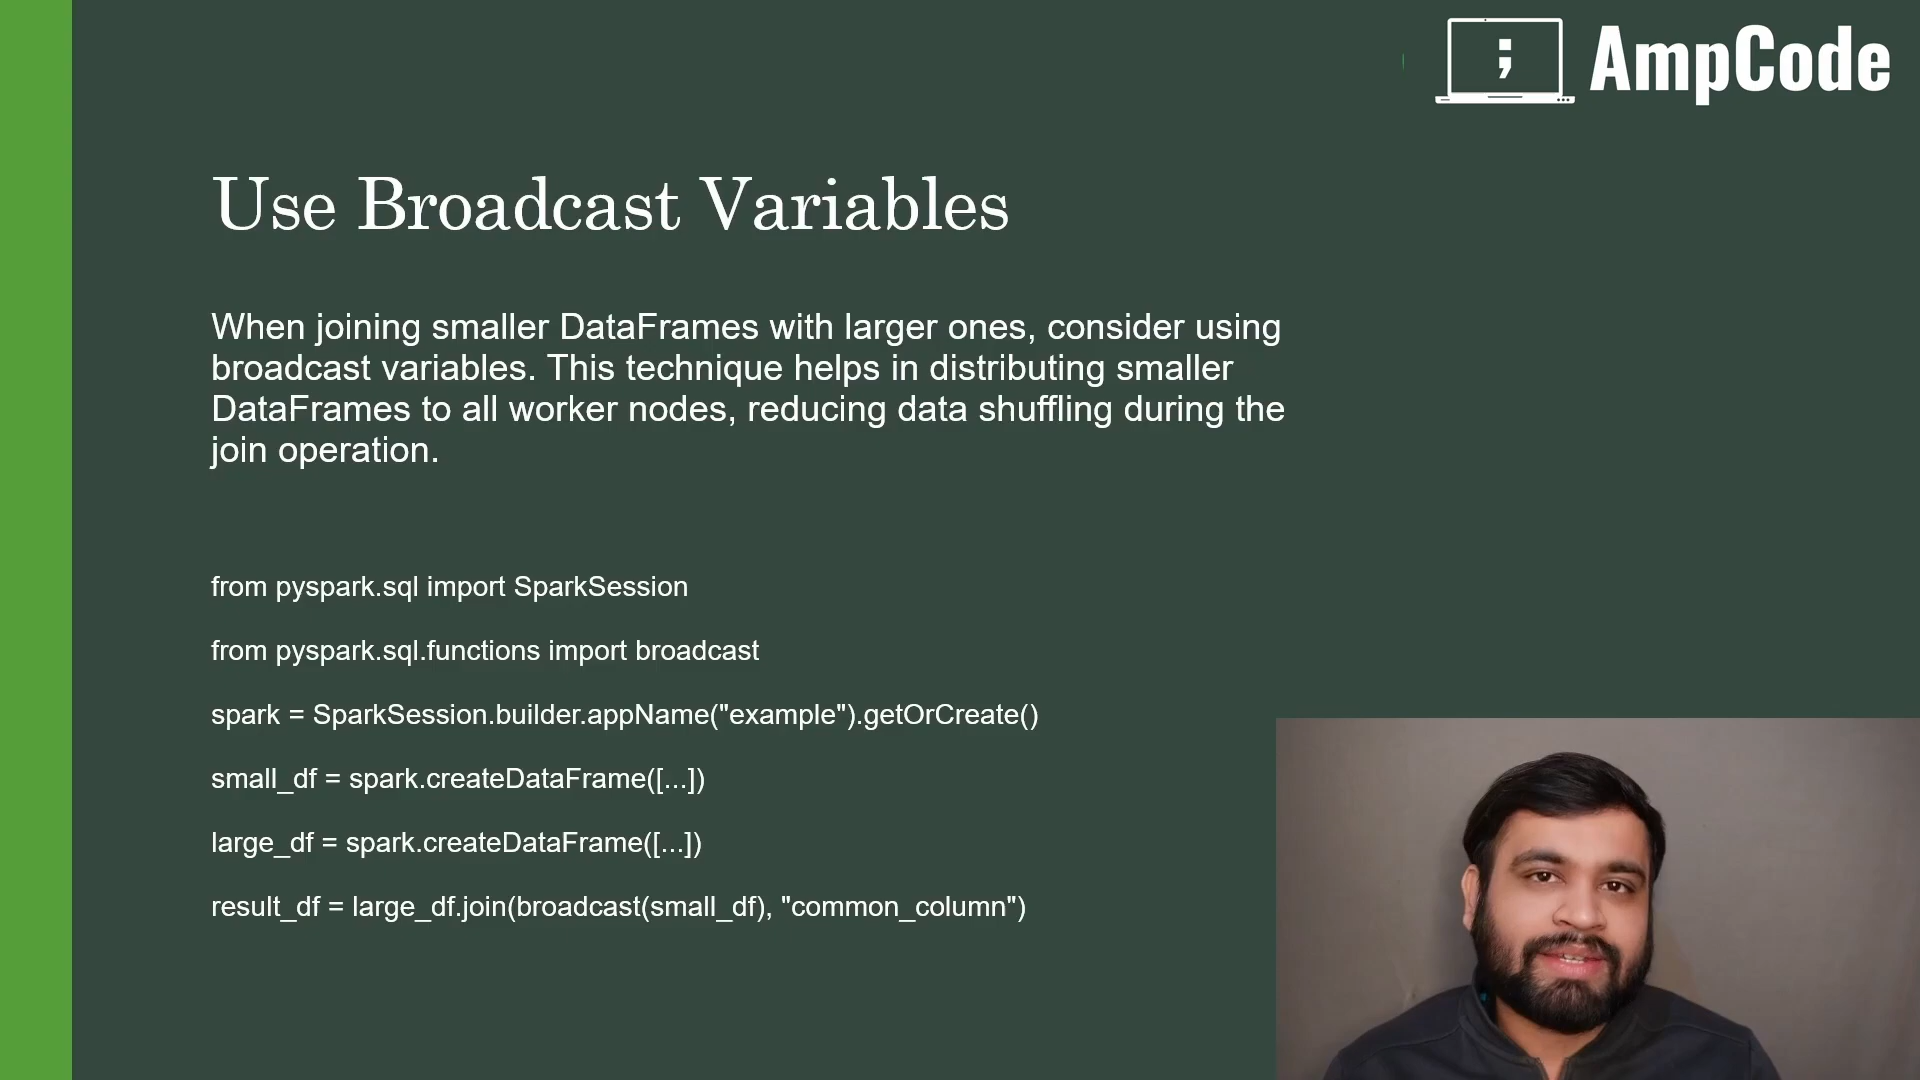 AmpCode
Use Broadcast Variables
When joining smaller DataFrames with larger ones, consider using
broadcast variables. This technique helps in distributing smaller
DataFrames to all worker nodes, reducing data shuffling during the
join operation.
from pyspark.sql import SparkSession
from pyspark.sql.functions import broadcast
spark = SparkSession.builder.appName("example").getOrCreate()
small_df = spark.createDataFrame([...])
large_df = spark.createDataFrame([...])
result_df = large_df.join(broadcast(small_df), "common_column")